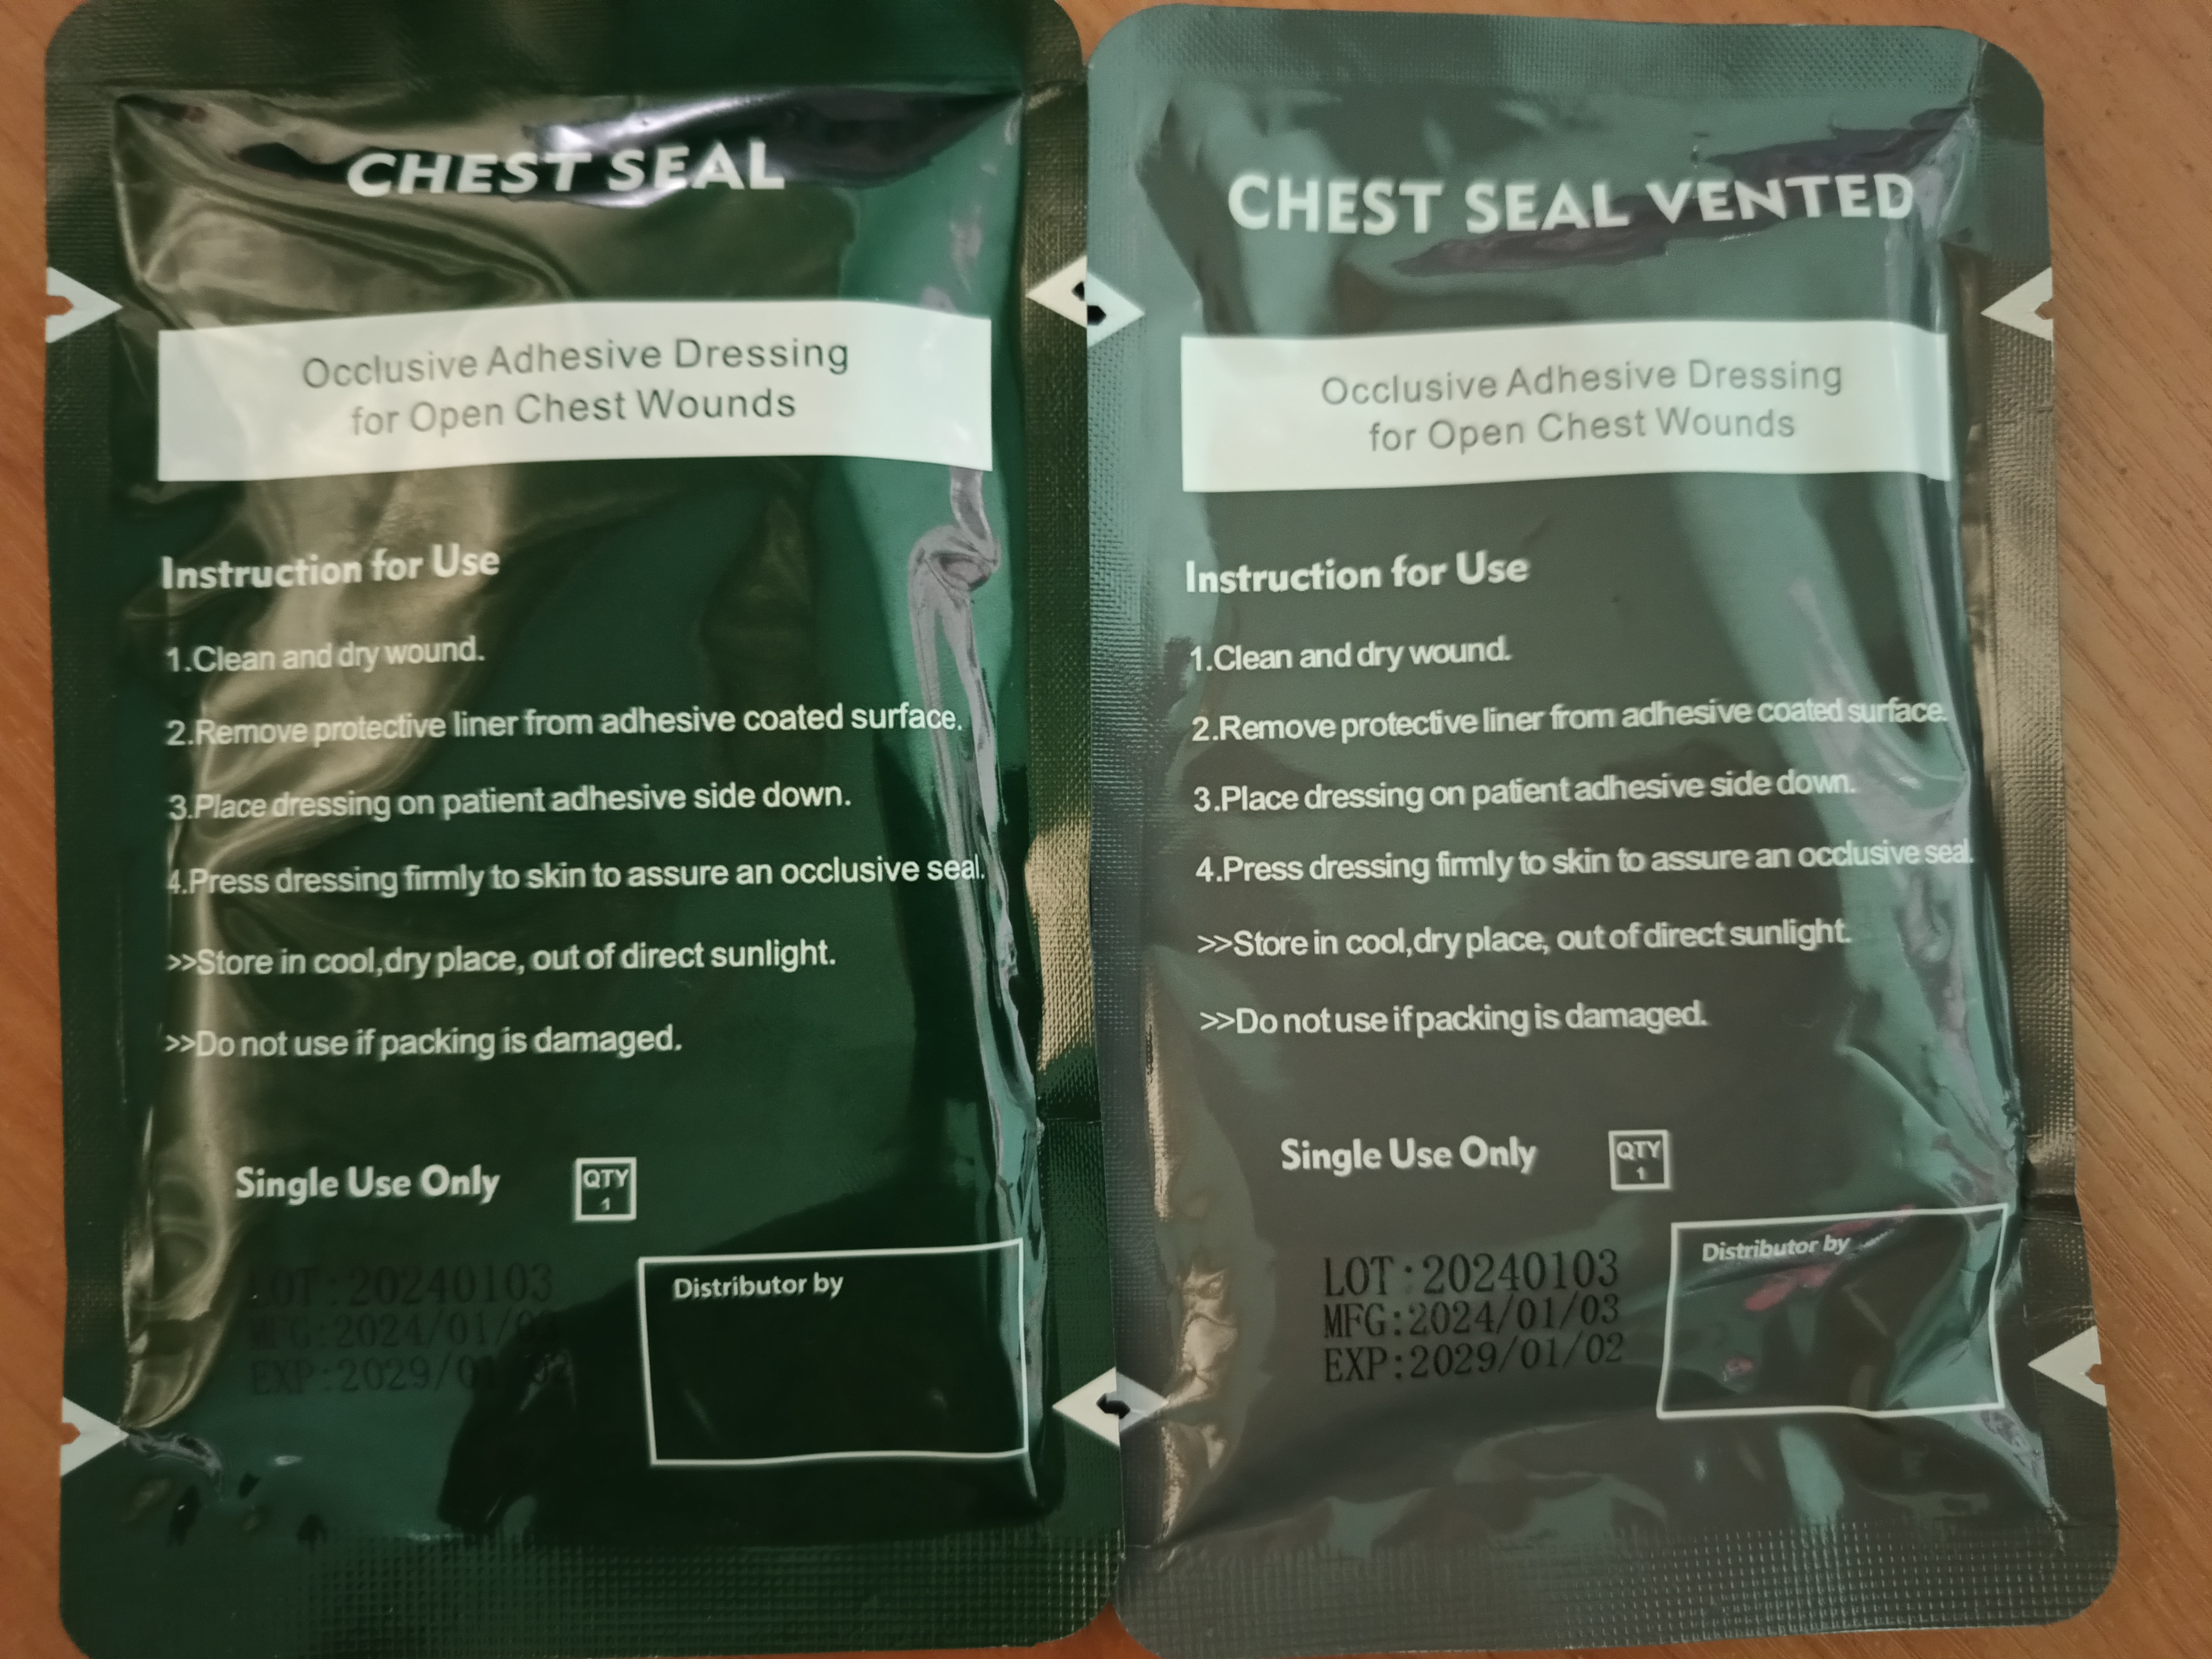 CHEST SEAL
Occlusive Adhesive Dressing
for Open Chest Wounds
Instruction for Use
1.Clean and dry wound.
2.Remove protective liner from adhesive coated surface.
3.Place dressing on patient adhesive side down.
4.Press dressing firmly to skin to assure an occlusive seal.
>>Store in cool,dry place, out of direct sunlight.
>>Do not use if packing is damaged.
Single Use Only
QTY
1
LOT:20240103
MFG:2024/01/
EXP:2029/
Distributor by
CHEST SEAL VENTED
Occlusive Adhesive Dressing
for Open Chest Wounds
Instruction for Use
1.Clean and dry wound.
2.Remove protective liner from adhesive coated surface.
3.Place dressing on patient adhesive side down.
4.Press dressing firmly to skin to assure an occlusive seal.
>>Store in cool,dry place, out of direct sunlight.
>>Do not use if packing is damaged.
Single Use Only
QTY
1
LOT:20240103
MFG:2024/01/03
EXP:2029/01/02
Distributor by